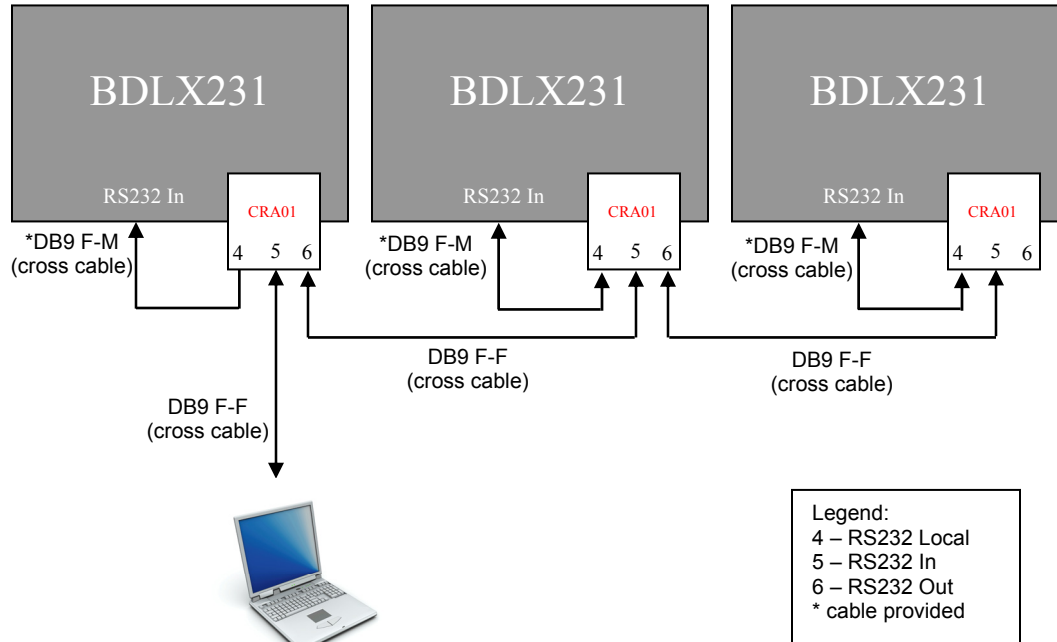 BDLX231
BDLX231
BDLX231
RS232 In
RS232 In
RS232 In
CRA01
CRA01
CRA01
*DB9 F-M
(cross cable)
4 5 6
*DB9 F-M
(cross cable)
4 5 6
*DB9 F-M
(cross cable)
4 5 6
DB9 F-F
(cross cable)
DB9 F-F
(cross cable)
DB9 F-F
(cross cable)
Legend:
4 – RS232 Local
5 – RS232 In
6 – RS232 Out
* cable provided